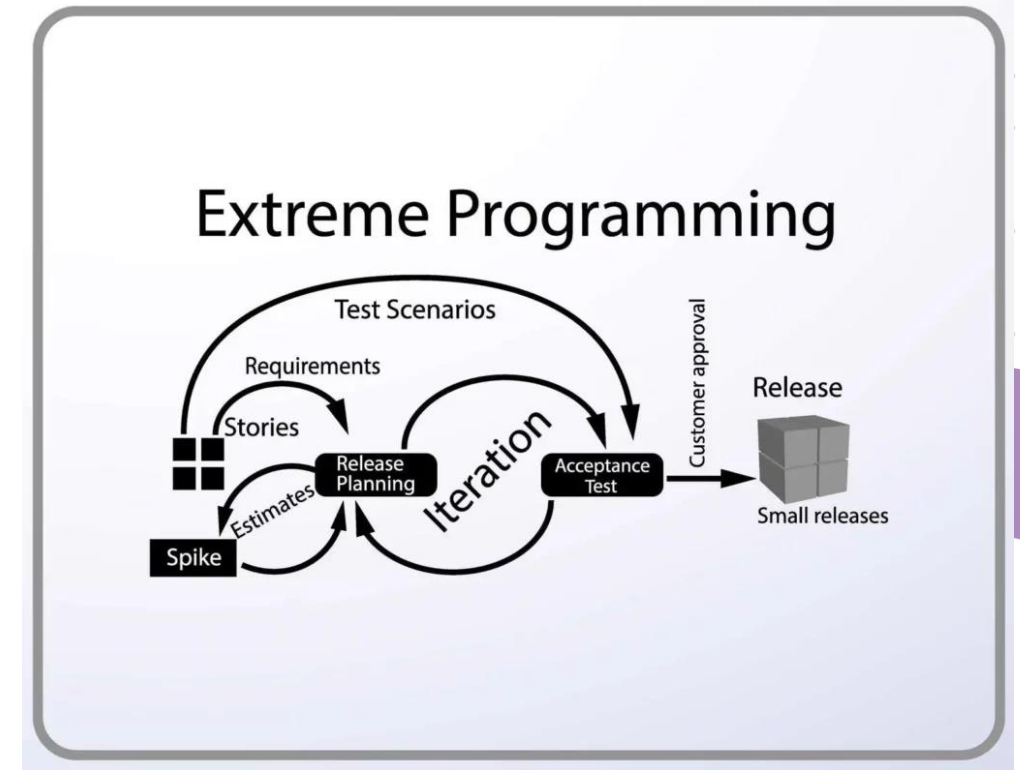 Extreme Programming
Test Scenarios
Requirements
Stories
Release
Planning
Estimates
Spike
Iteration
Acceptance
Test
Customer approval
Release
Small releases